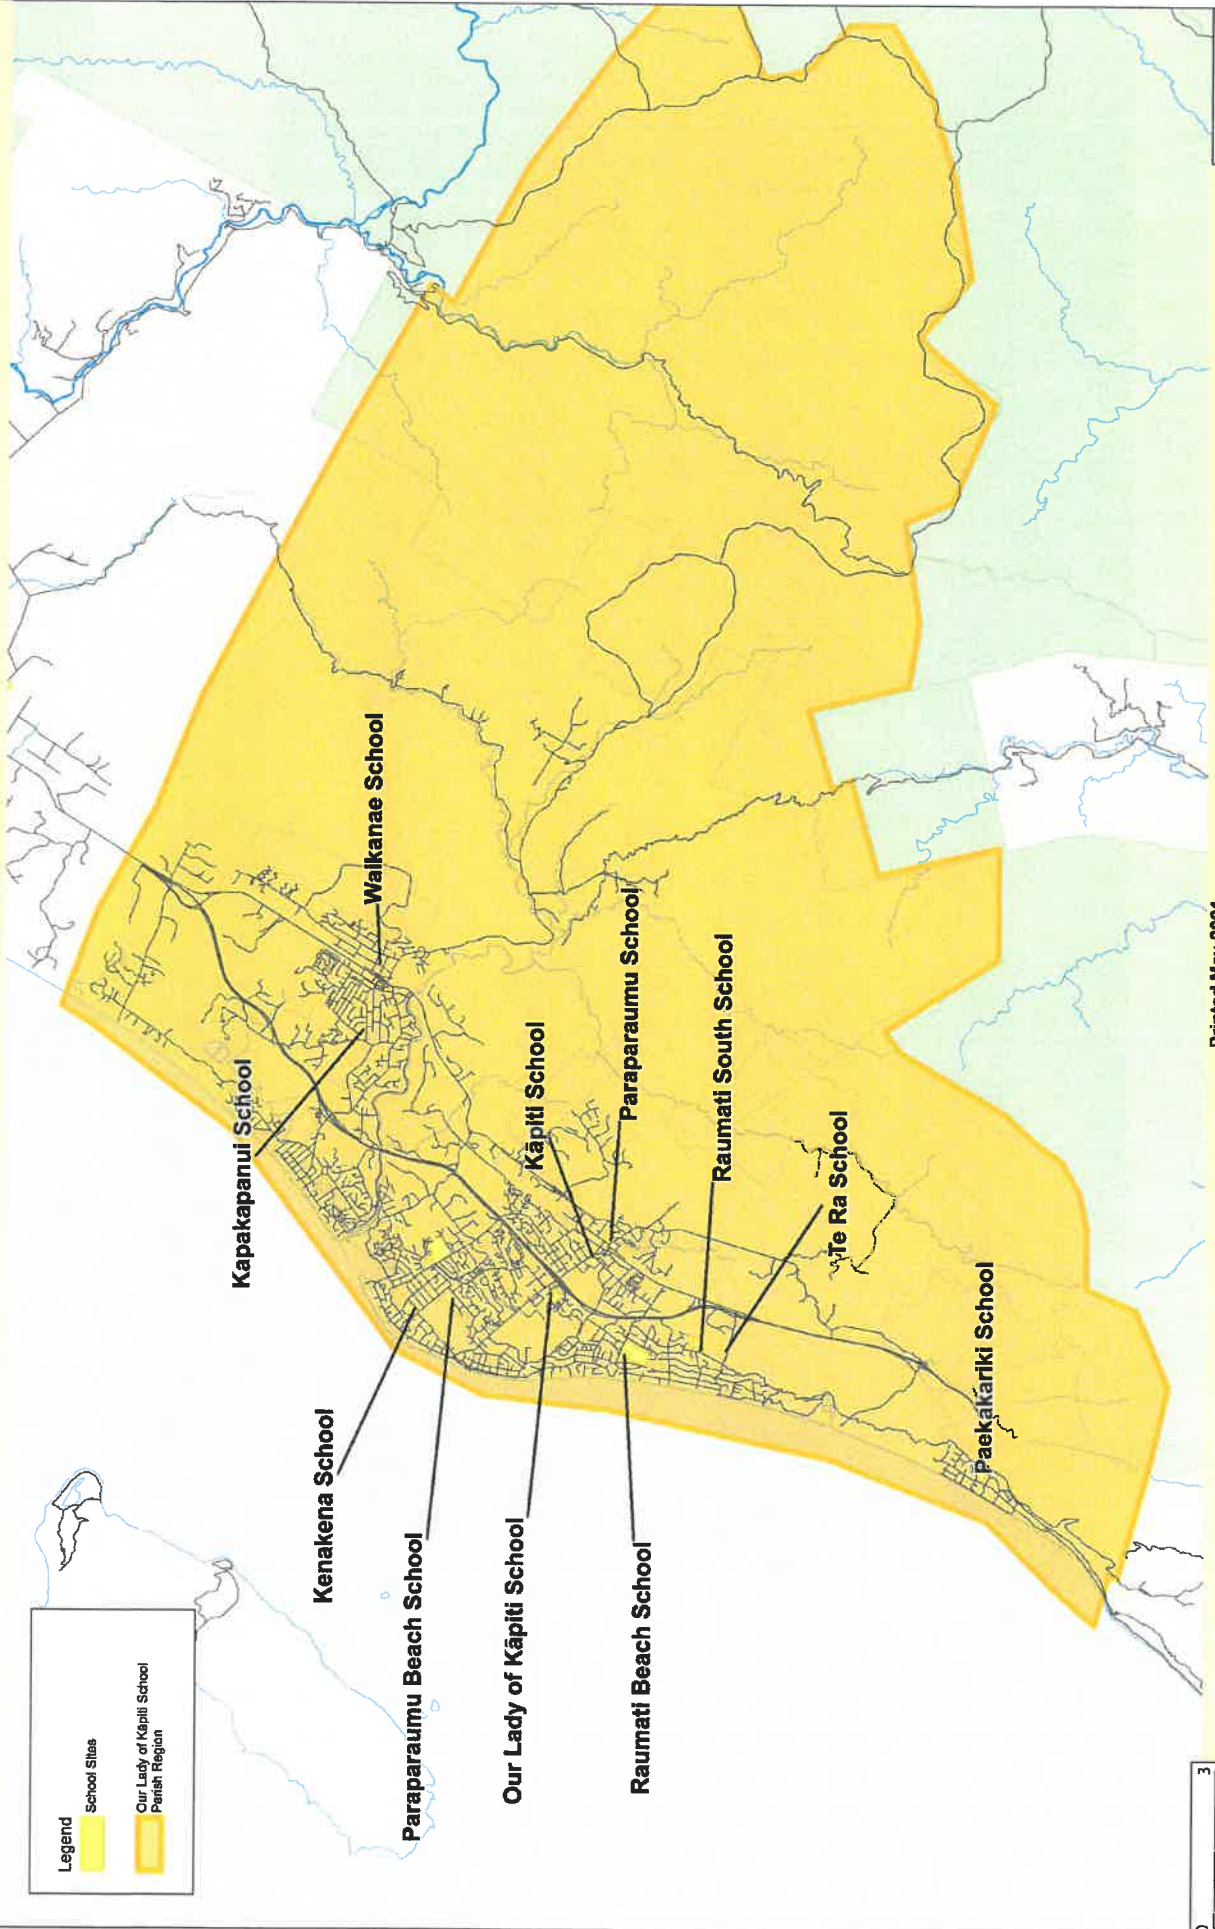 Legend
School Sites
Our Lady of Kāpiti School
Parish Region
Kenakena School
Paraparaumu Beach School
Our Lady of Kāpiti School
Raumati Beach School
Kapakapanui School
Waikanae School
Kāpiti School
Paraparaumu School
Raumati South School
Te Ra School
Paekākāriki School
3